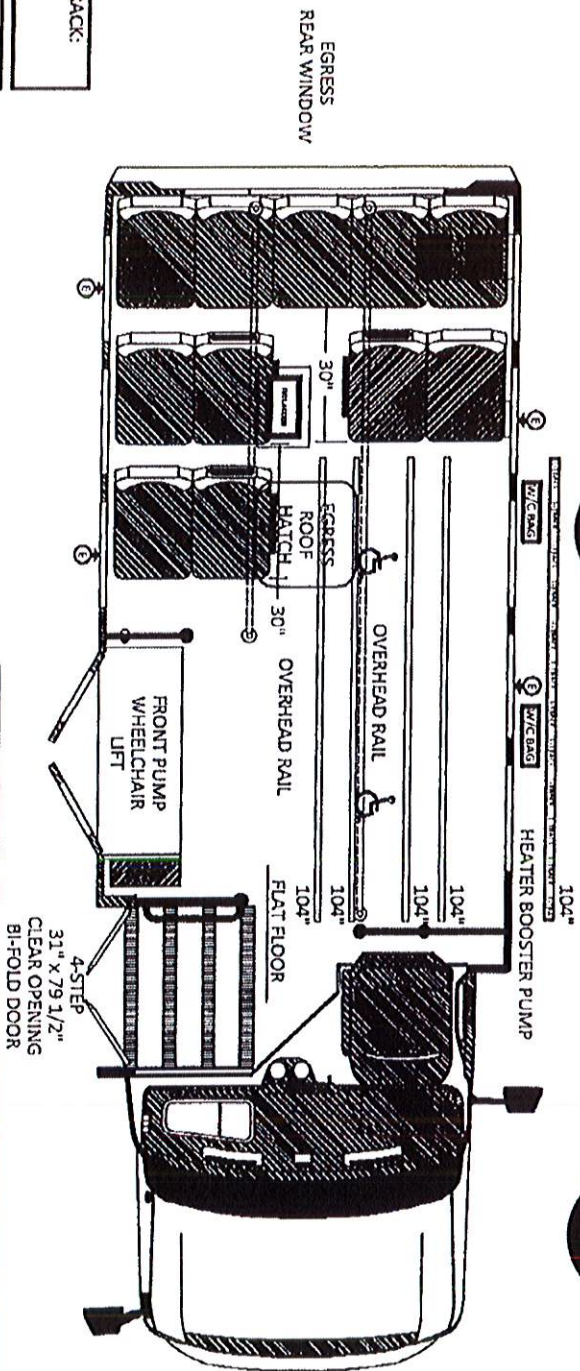 ACK:
EGRESS
REAR WINDOW
30"
EGRESS
ROOF
HATCH
30"
OVERHEAD RAIL
OVERHEAD RAIL
W/C BAG
W/C BAG
E
E
E
E
E
HEATER BOOSTER PUMP
104"
104"
104"
104"
104"
FLAT FLOOR
FRONT PUMP
WHEELCHAIR
LIFT
4-STEP
31" x 79 1/2"
CLEAR OPENING
BI-FOLD DOOR